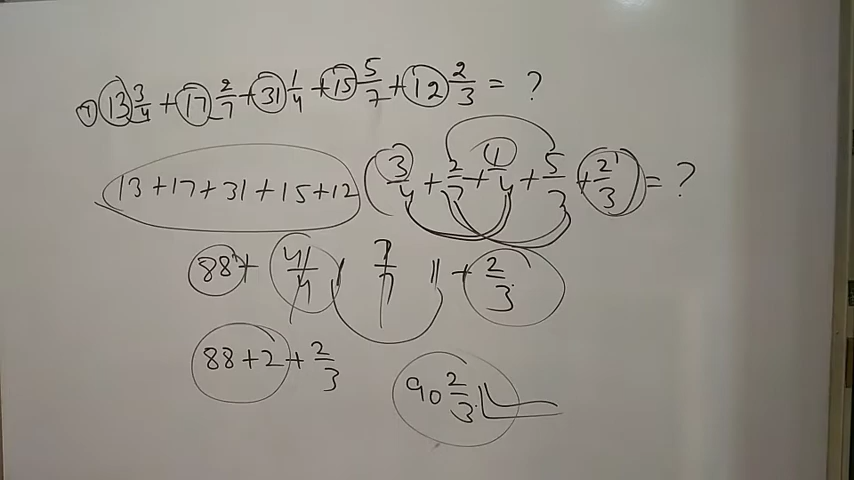 1) 13 3/4 + 17 2/7 + 31 1/4 + 15 5/7 + 12 2/3 = ?
13 + 17 + 31 + 15 + 12 ( 3/4 + 2/7 + 1/4 + 5/7 + 2/3 = ?
88 + 4/4 7/7 + 2/3
88 + 2 + 2/3
90 2/3